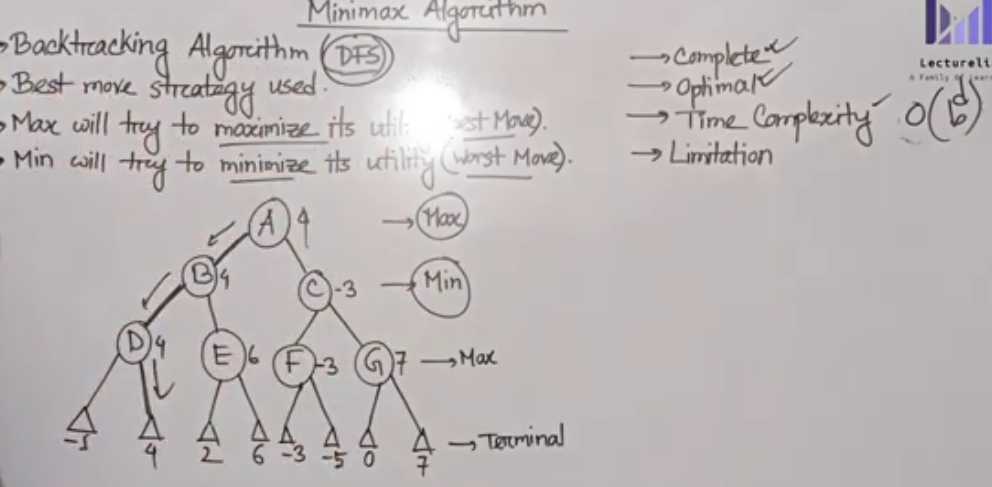 Minimax Algorithm
Backtracking Algorithm (DFS)
Best move strategy used.
Max will try to maximize its util est Move).
Min will try to minimize its utility (Worst Move).
→ Complete
→ Optimal
→ Time Complexity O(b^d)
→ Limitation
A 4 → Max
B 4 C -3 → Min
D 4 E 6 F -3 G 7 → Max
4 2 6 -3 -5 0 7 → Terminal